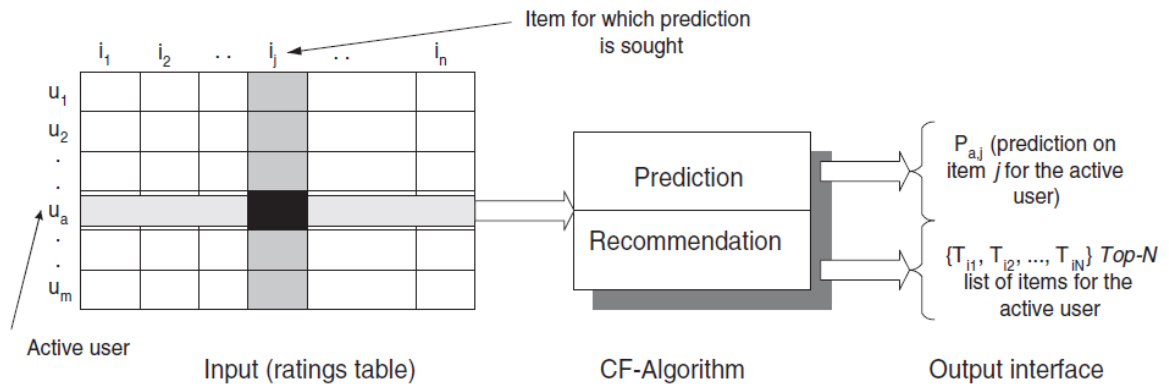 Item for which prediction
is sought
i1 i2 . . ij . . in
u1
u2
.
.
ua
.
.
um
Active user
Prediction
Recommendation
Pa,j (prediction on
item j for the active
user)
{Ti1, Ti2, ..., TiN} Top-N
list of items for the
active user
Input (ratings table)
CF-Algorithm
Output interface